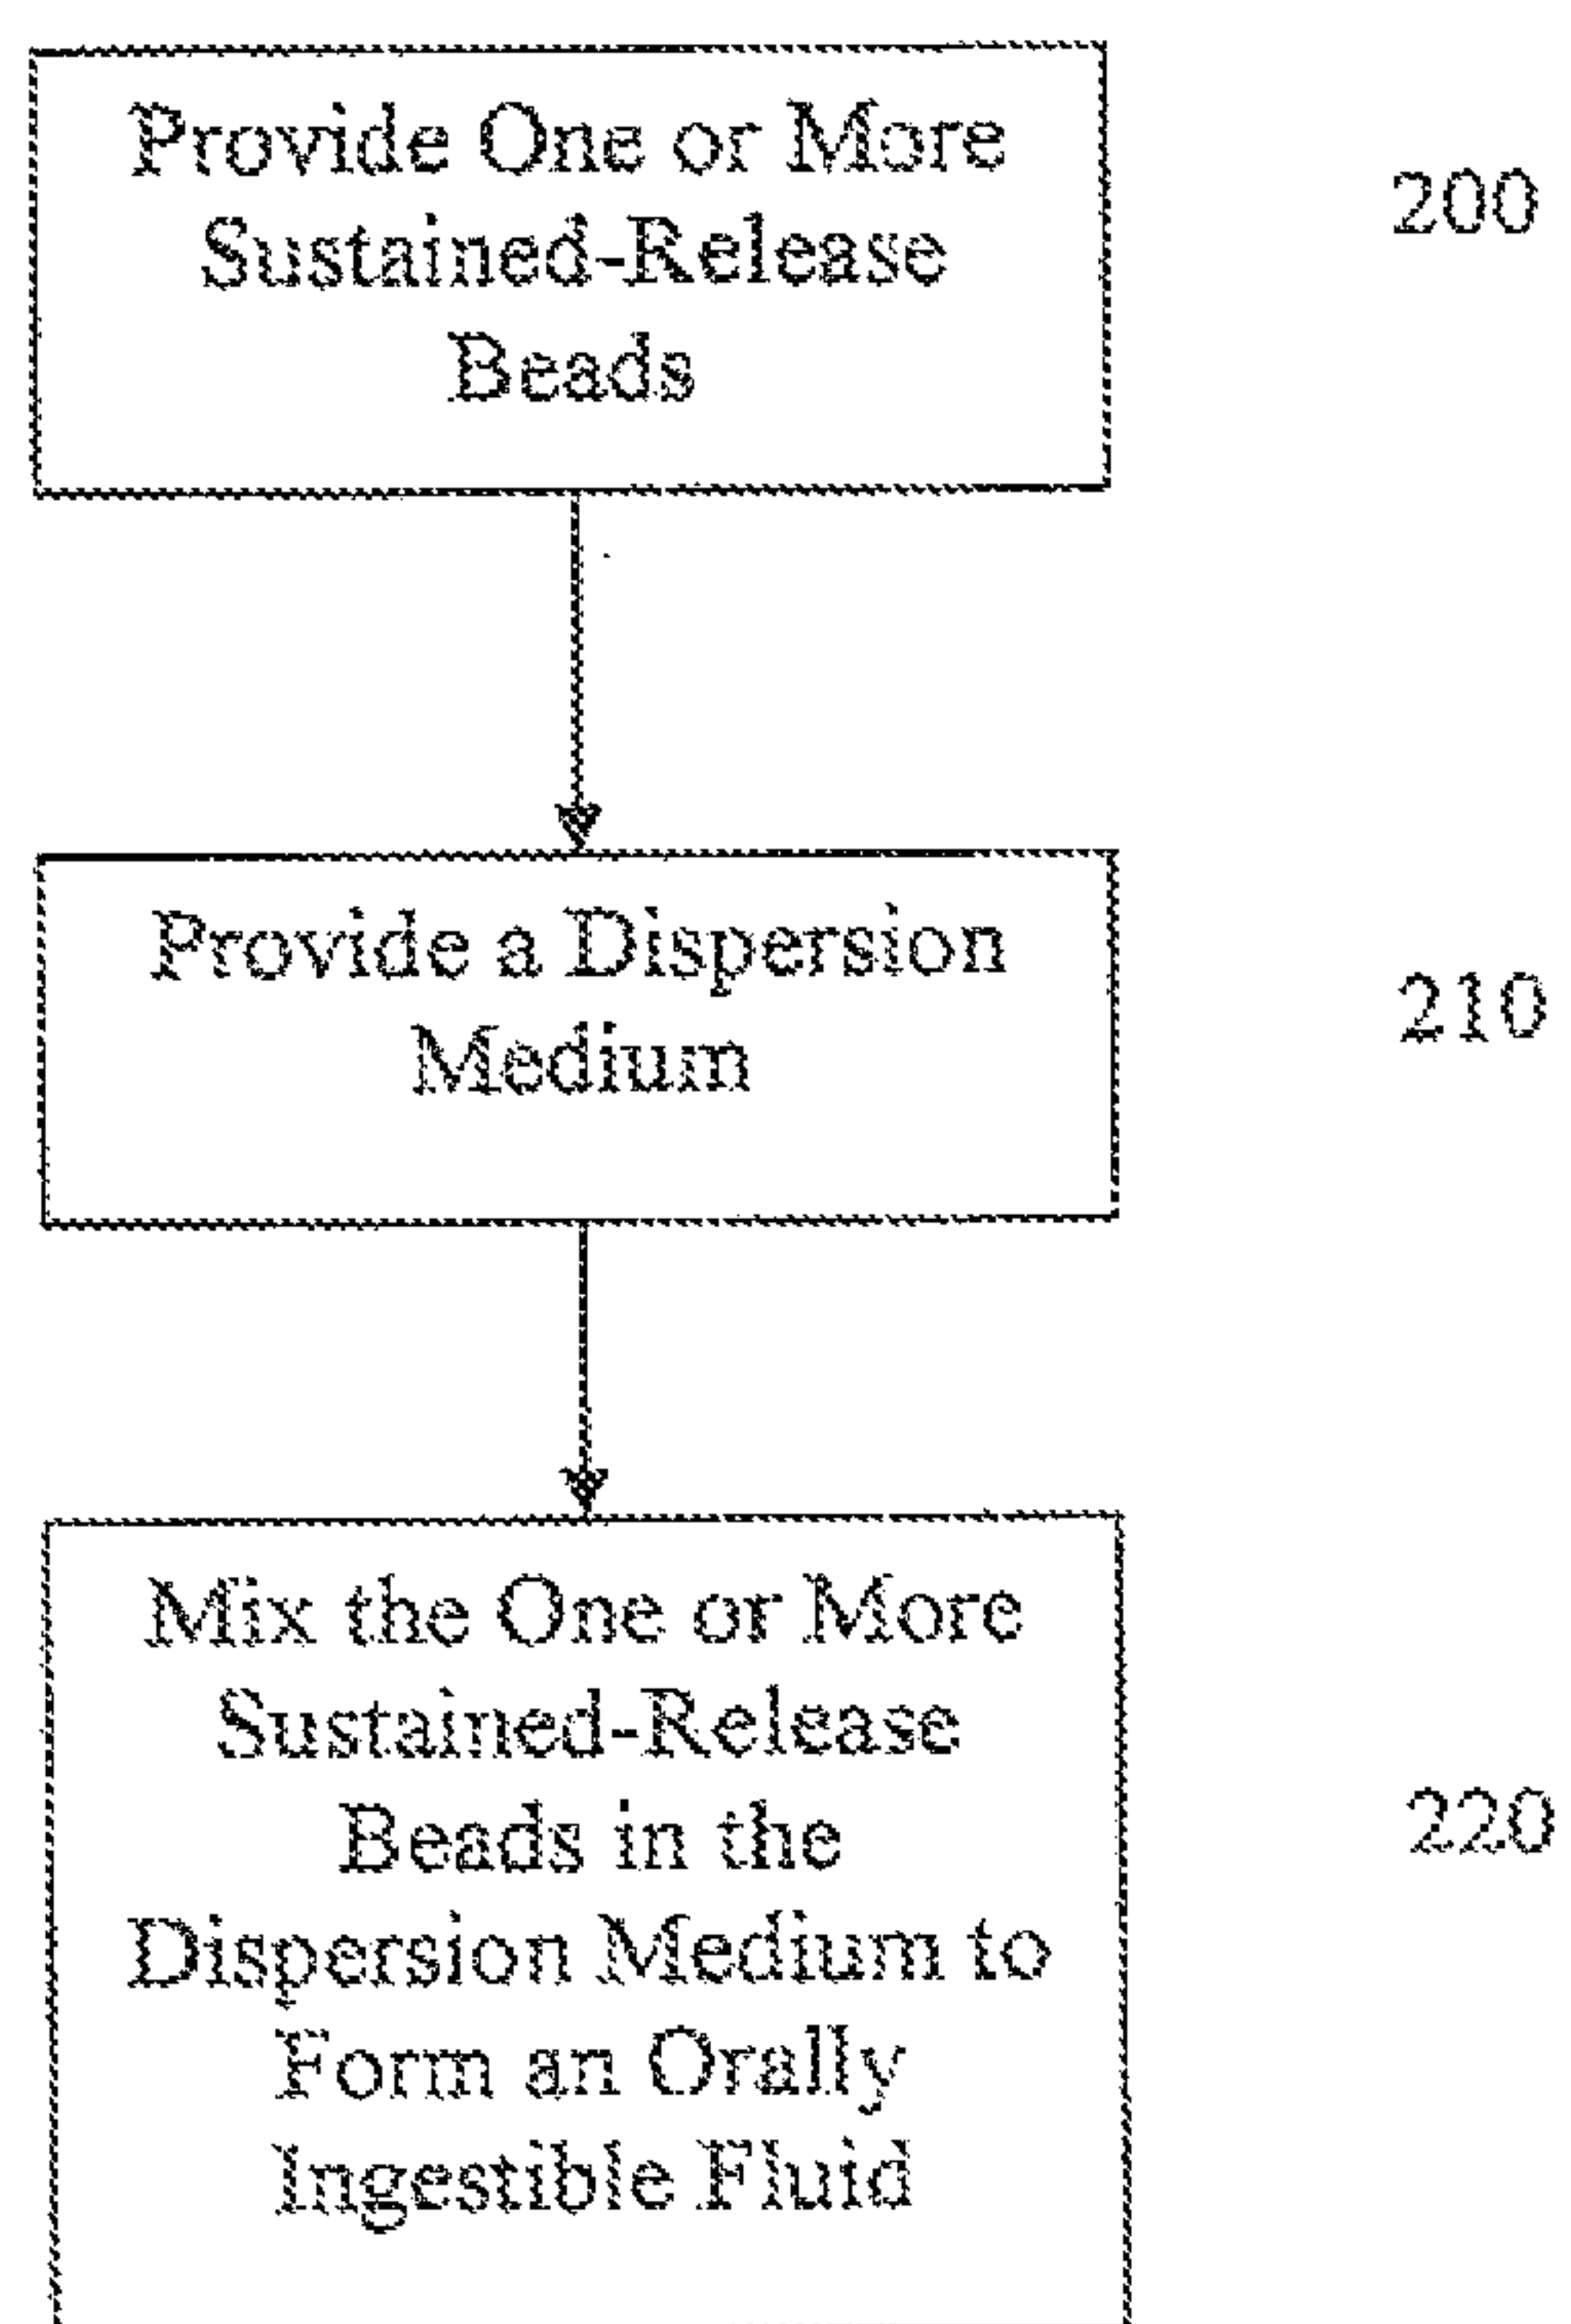 Provide One or More
Sustained-Release
Beads
200
Provide a Dispersion
Medium
210
Mix the One or More
Sustained-Release
Beads in the
Dispersion Medium to
Form an Orally
Ingestible Fluid
220